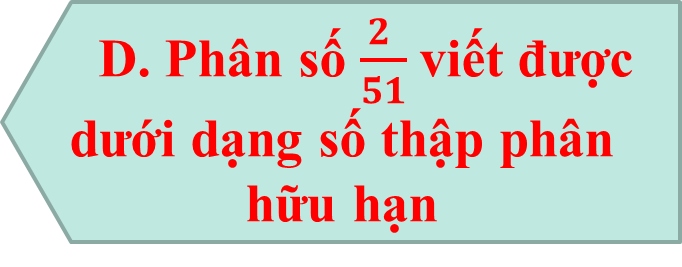 D. Phân số 2/51 viết được
dưới dạng số thập phân
hữu hạn